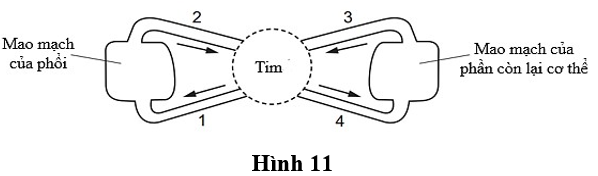 2
3
Mao mạch
của phổi
Tim
Mao mạch của
phần còn lại cơ thể
1
4
Hình 11